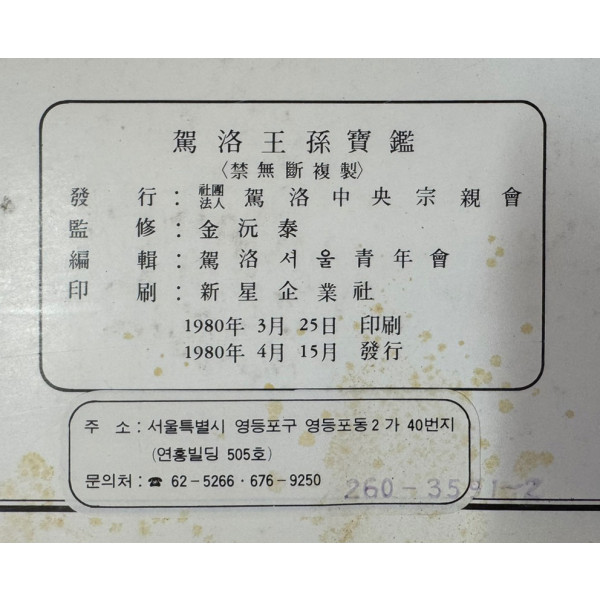 駕洛王孫寶鑑
〈禁無斷複製〉
發行：社團法人 駕洛中央宗親會
監修：金沅泰
編輯：駕洛서울青年會
印刷：新星企業社
1980年 3月 25日 印刷
1980年 4月 15月 發行
주 소 : 서울특별시 영등포구 영등포동 2 가 40번지
(연흥빌딩 505호)
문의처 : ☎ 62-5266 · 676-9250
260-3591~2